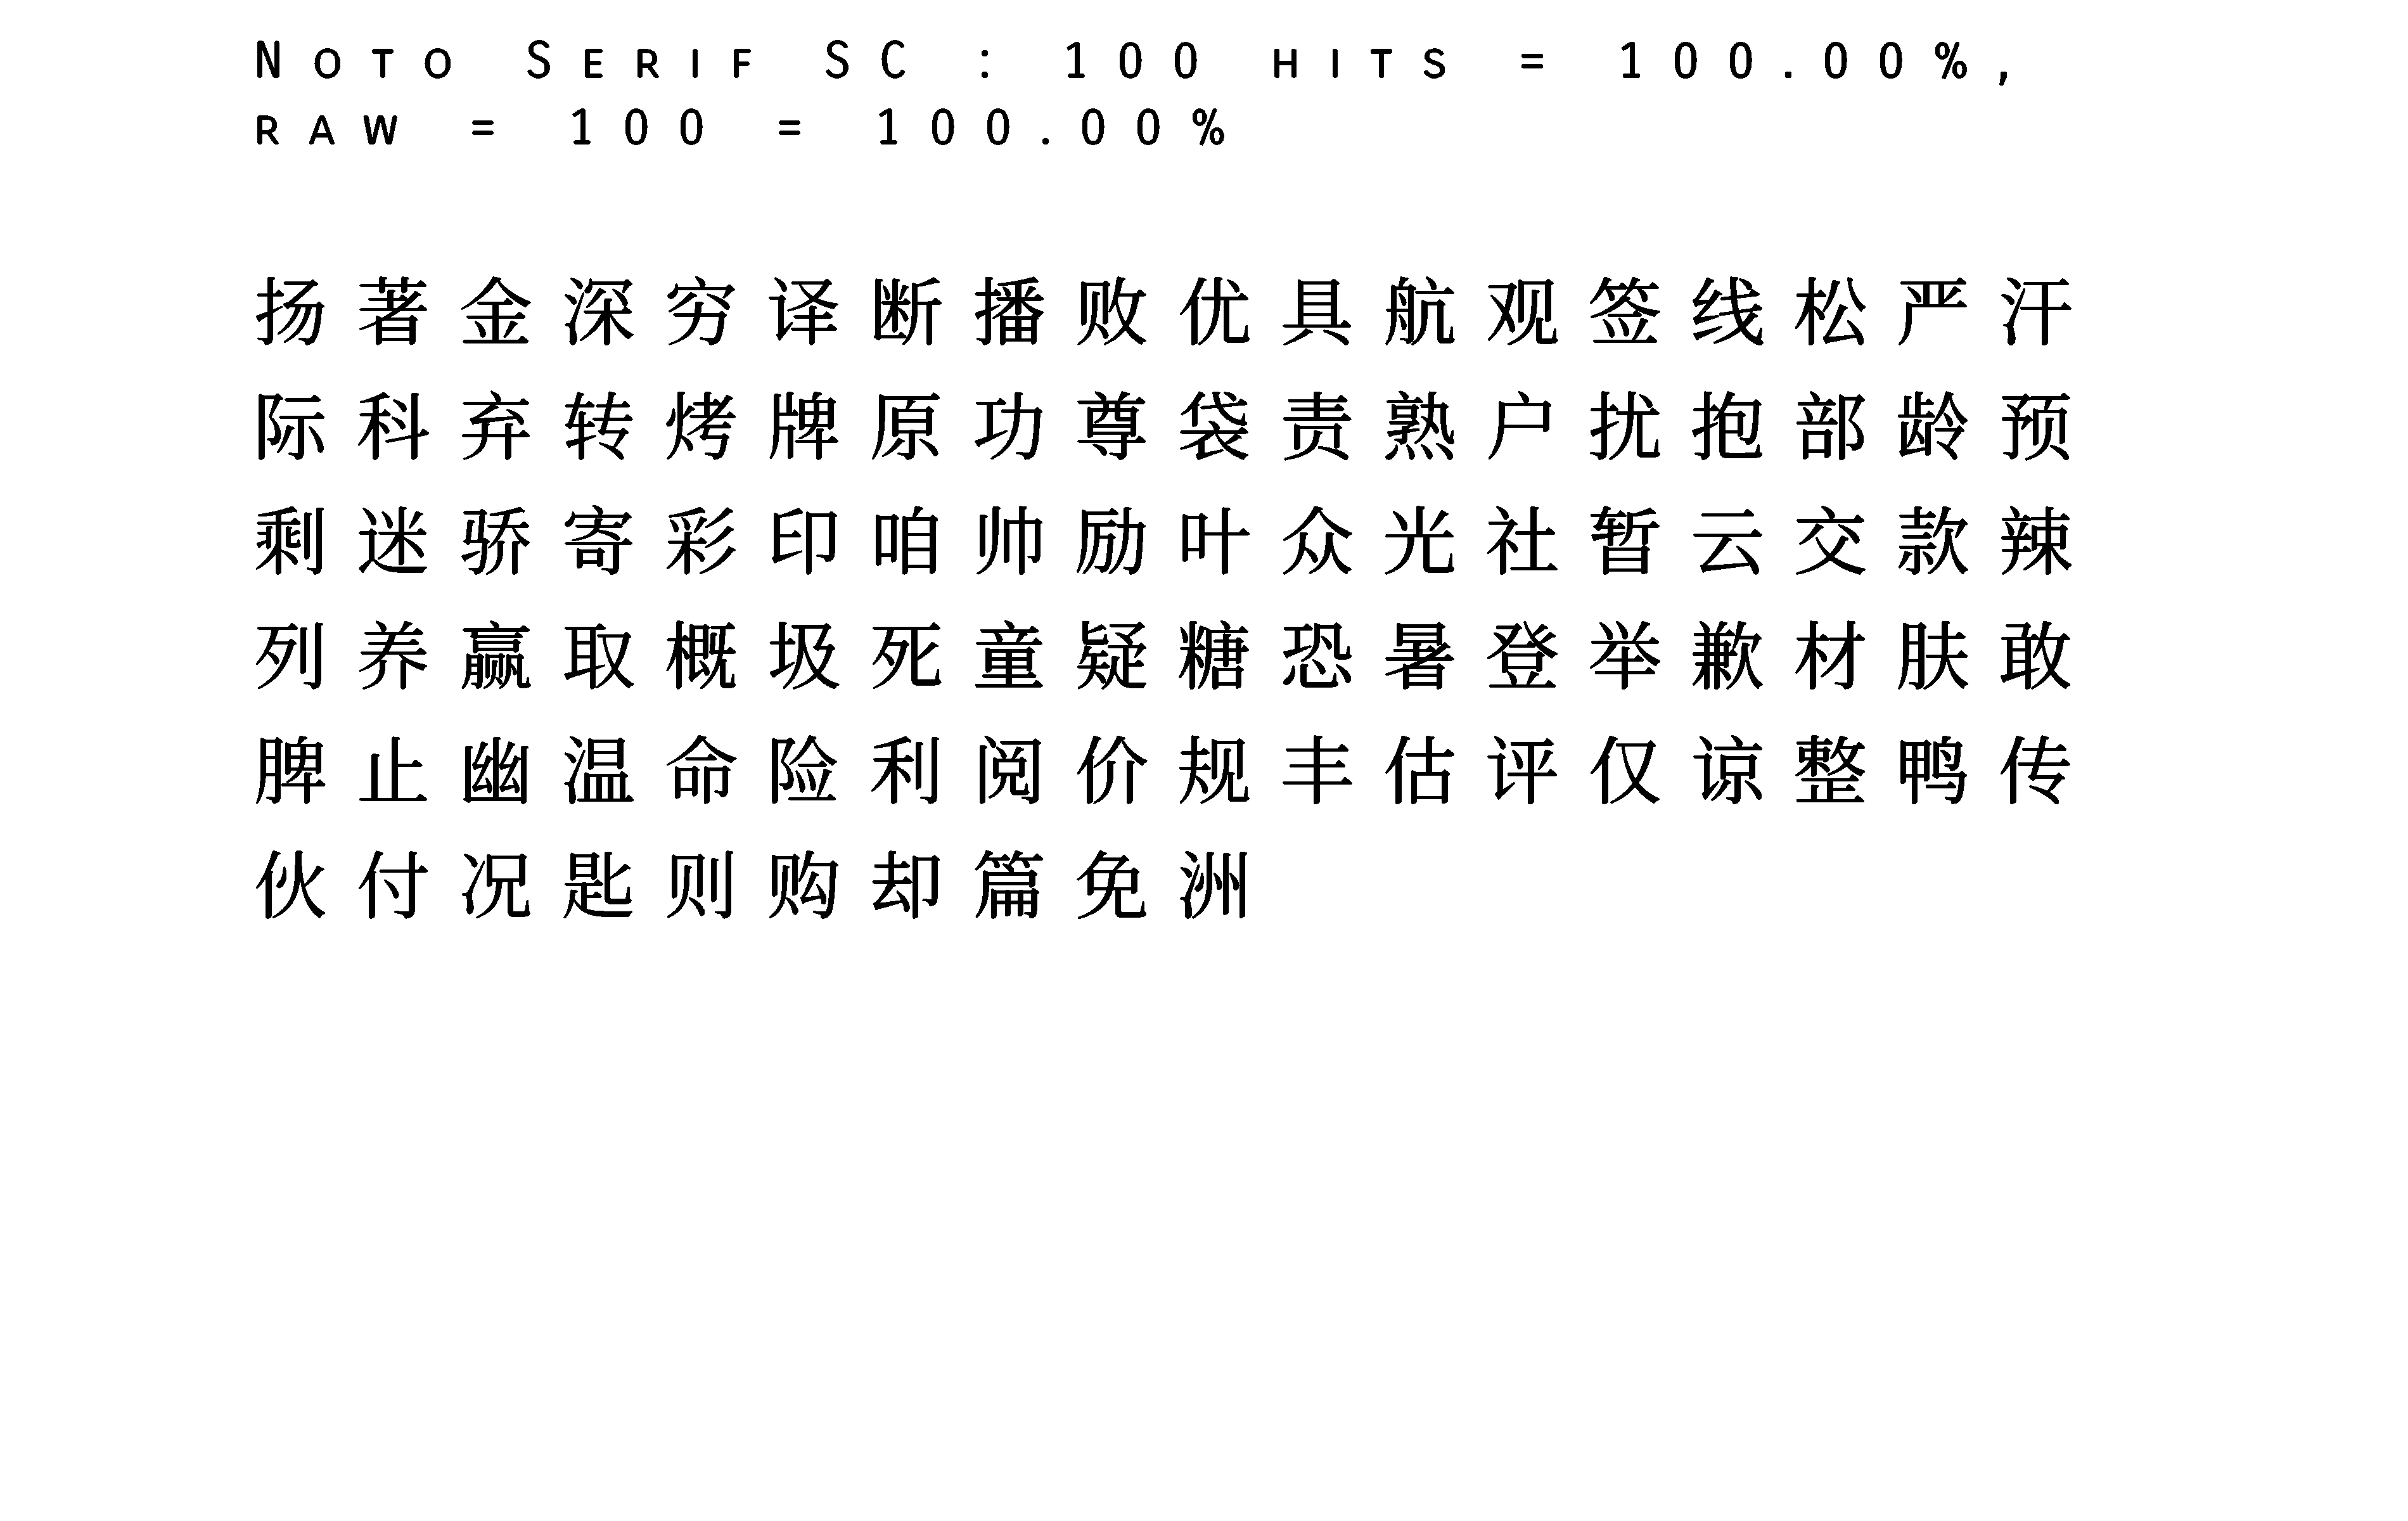 Noto Serif SC : 100 hits = 100.00%,
raw = 100 = 100.00%
扬著金深穷译断播败优具航观签线松严汗
际科弃转烤牌原功尊袋责熟户扰抱部龄预
剩迷骄寄彩印咱帅励叶众光社暂云交款辣
列养赢取概圾死童疑糖恐暑登举歉材肤敢
脾止幽温命险利阅价规丰估评仅谅整鸭传
伙付况匙则购却篇免洲